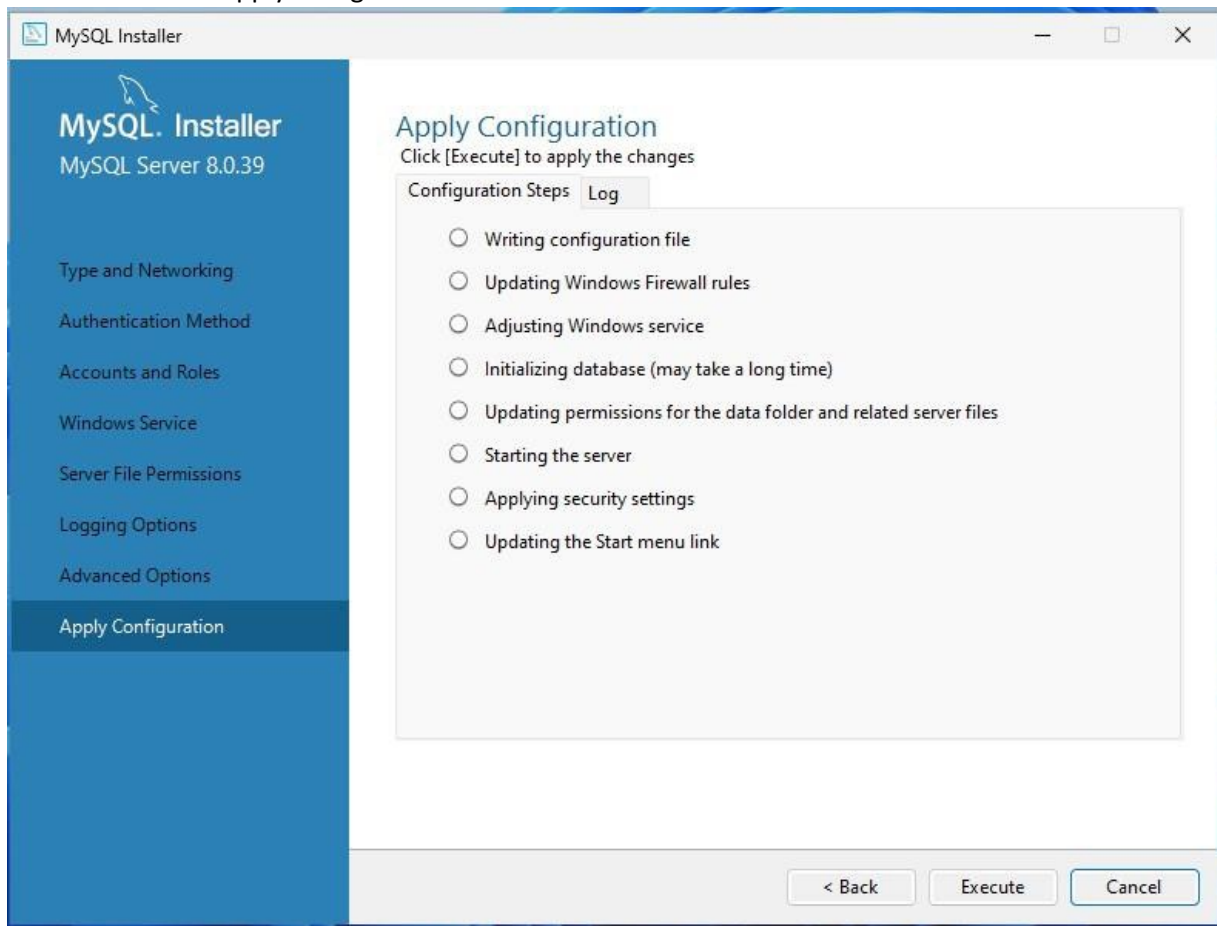 MySQL Installer
MySQL. Installer
MySQL Server 8.0.39
Type and Networking
Authentication Method
Accounts and Roles
Windows Service
Server File Permissions
Logging Options
Advanced Options
Apply Configuration
Apply Configuration
Click [Execute] to apply the changes
Configuration Steps Log
Writing configuration file
Updating Windows Firewall rules
Adjusting Windows service
Initializing database (may take a long time)
Updating permissions for the data folder and related server files
Starting the server
Applying security settings
Updating the Start menu link
< Back Execute Cancel